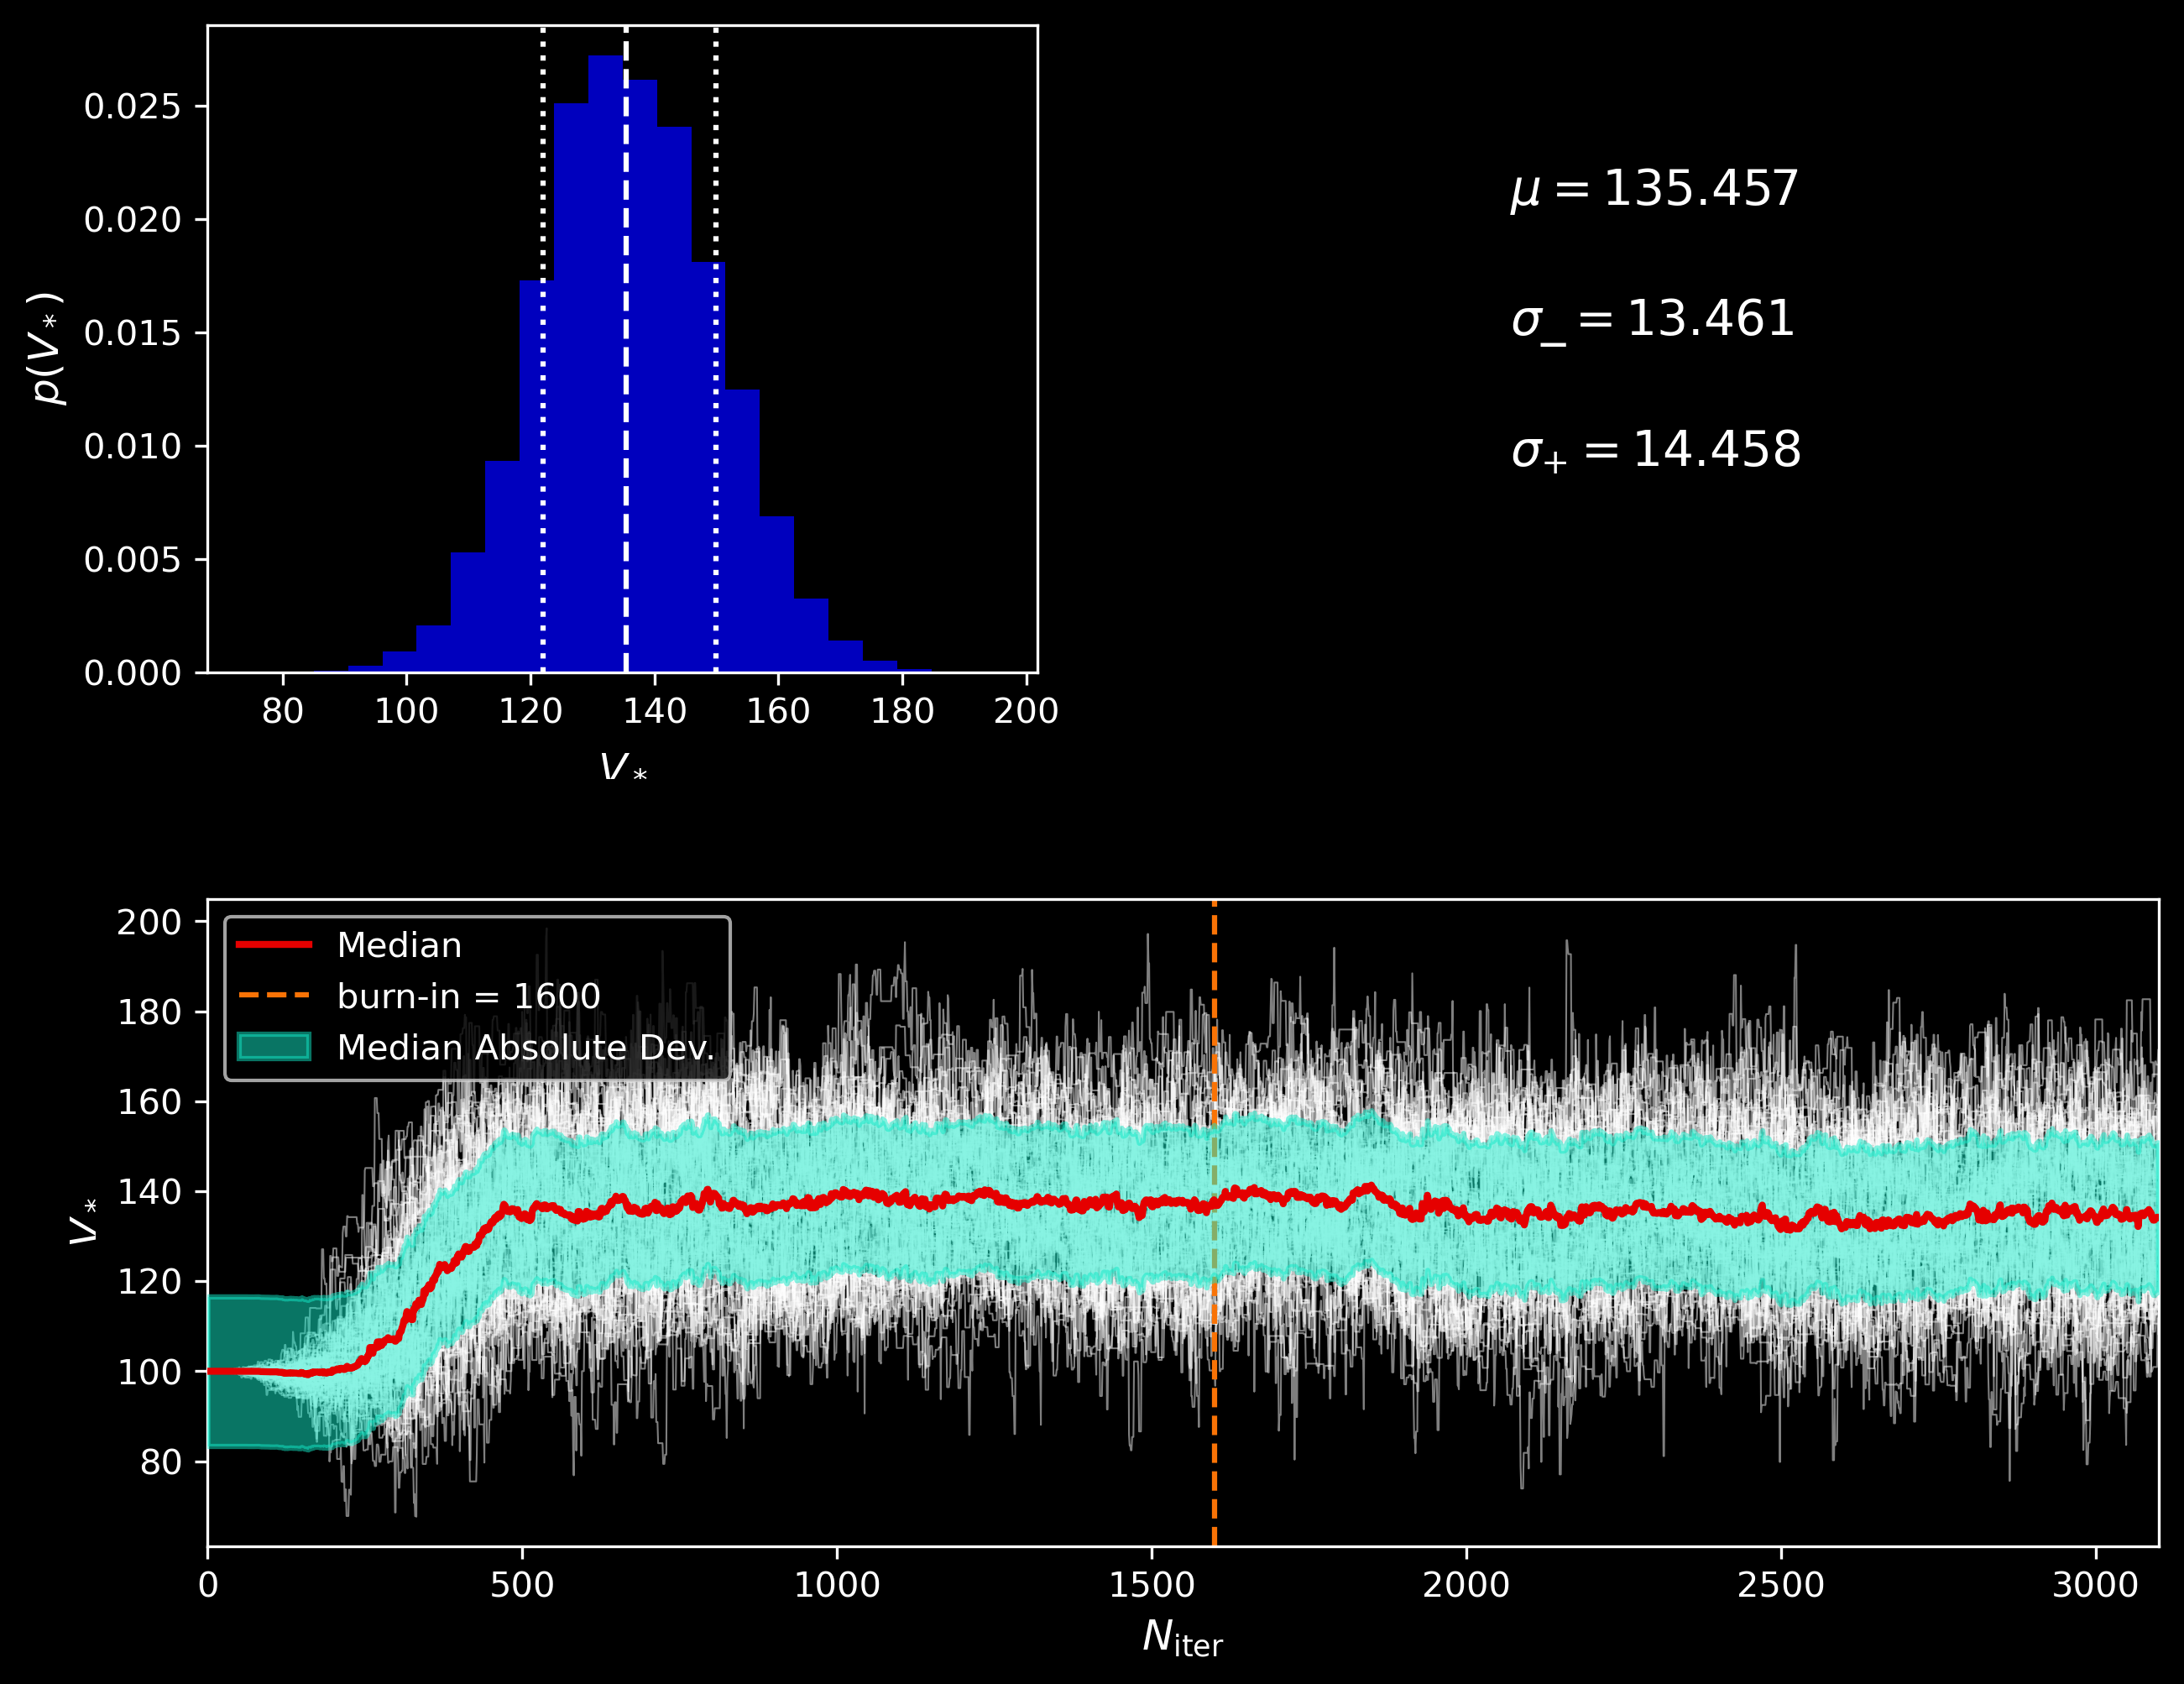 0.025
0.020
0.015
0.010
0.005
0.000
p(V*)
80 100 120 140 160 180 200
V*
μ = 135.457
σ_ = 13.461
σ+ = 14.458
200
180
160
140
120
100
80
V*
Median
burn-in = 1600
Median Absolute Dev.
0 500 1000 1500 2000 2500 3000
Niter